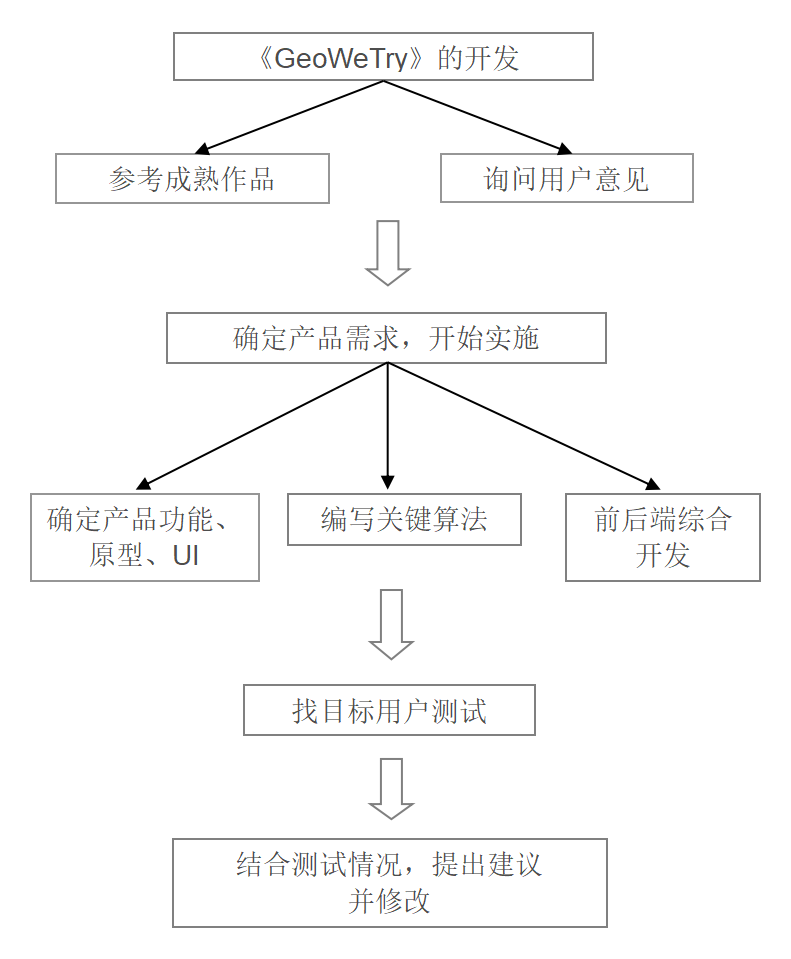 《GeoWeTry》的开发
参考成熟作品
询问用户意见
确定产品需求，开始实施
确定产品功能、
原型、UI
编写关键算法
前后端综合
开发
找目标用户测试
结合测试情况，提出建议
并修改